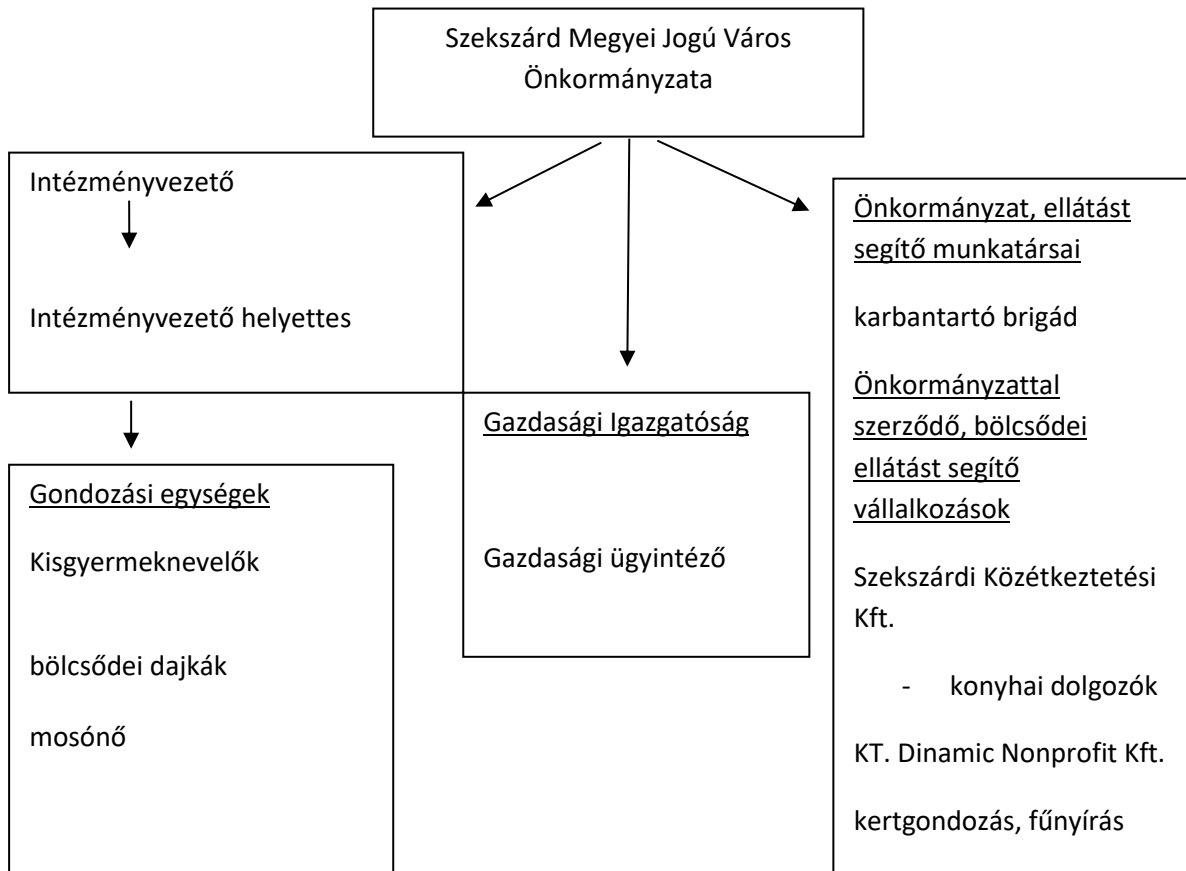 Szekszárd Megyei Jogú Város
Önkormányzata
Intézményvezető
Intézményvezető helyettes
Gondozási egységek
Kisgyermeknevelők
bölcsődei dajkák
mosónő
Gazdasági Igazgatóság
Gazdasági ügyintéző
Önkormányzat, ellátást
segítő munkatársai
karbantartó brigád
Önkormányzattal
szerződő, bölcsődei
ellátást segítő
vállalkozások
Szekszárdi Közétkeztetési
Kft.
- konyhai dolgozók
KT. Dinamic Nonprofit Kft.
kertgondozás, fűnyírás